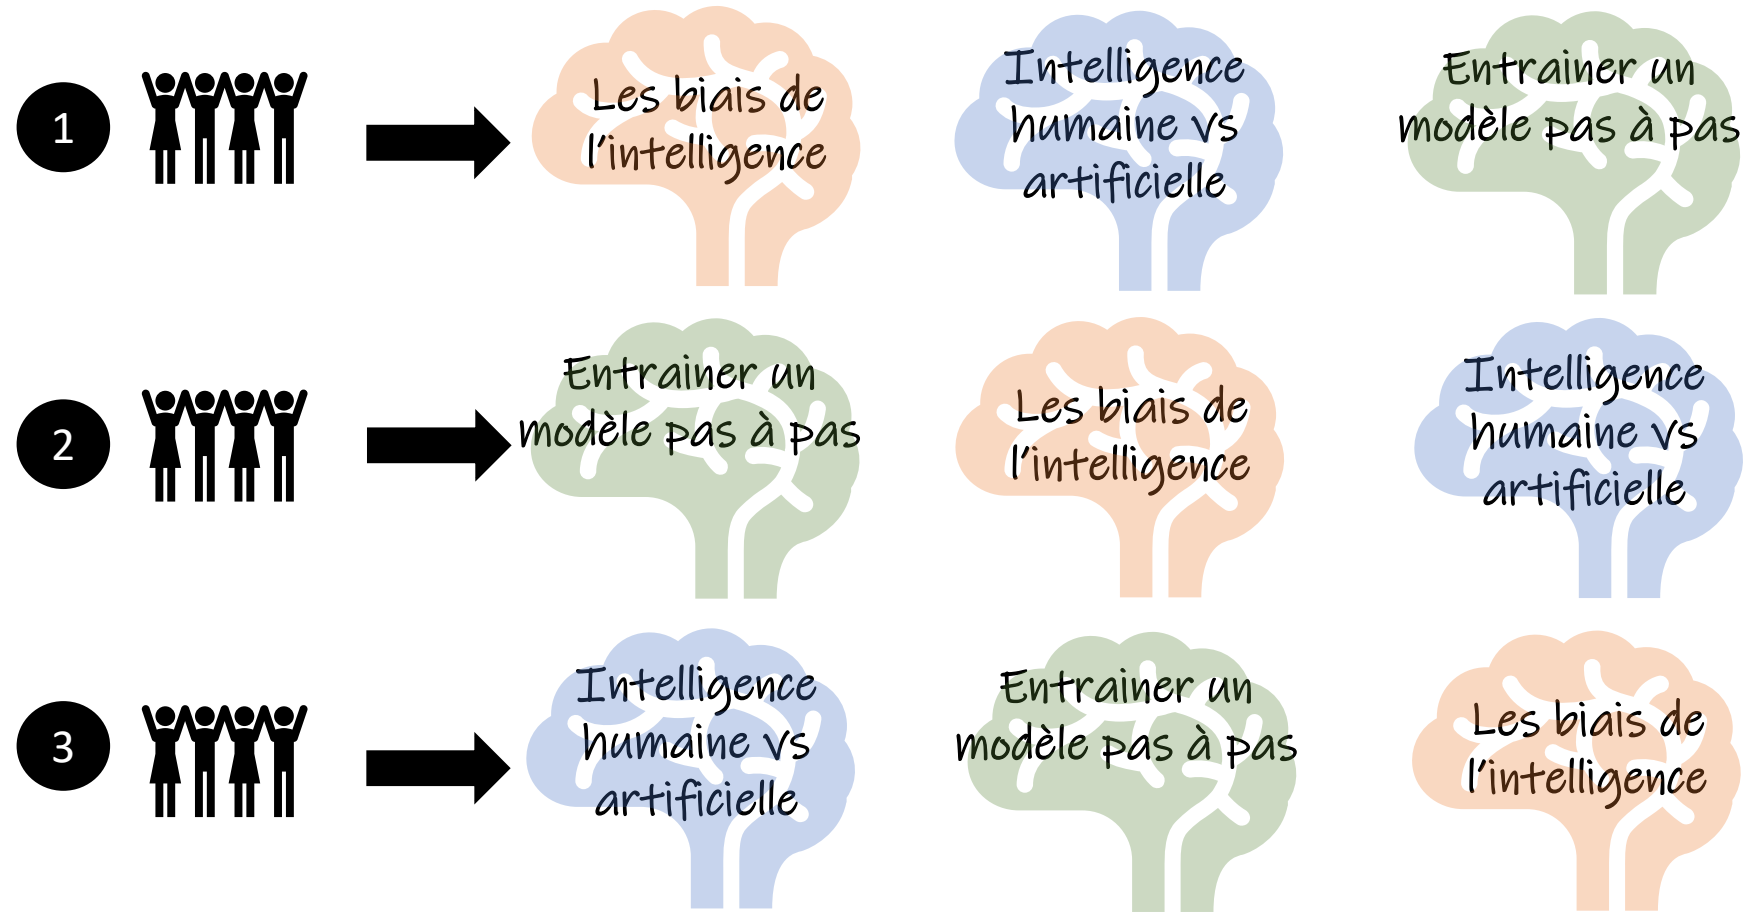 1
Les biais de
l'intelligence
Intelligence
humaine vs
artificielle
Entrainer un
modèle pas à pas
2
Entrainer un
modèle pas à pas
Les biais de
l'intelligence
Intelligence
humaine vs
artificielle
3
Intelligence
humaine vs
artificielle
Entrainer un
modèle pas à pas
Les biais de
l'intelligence